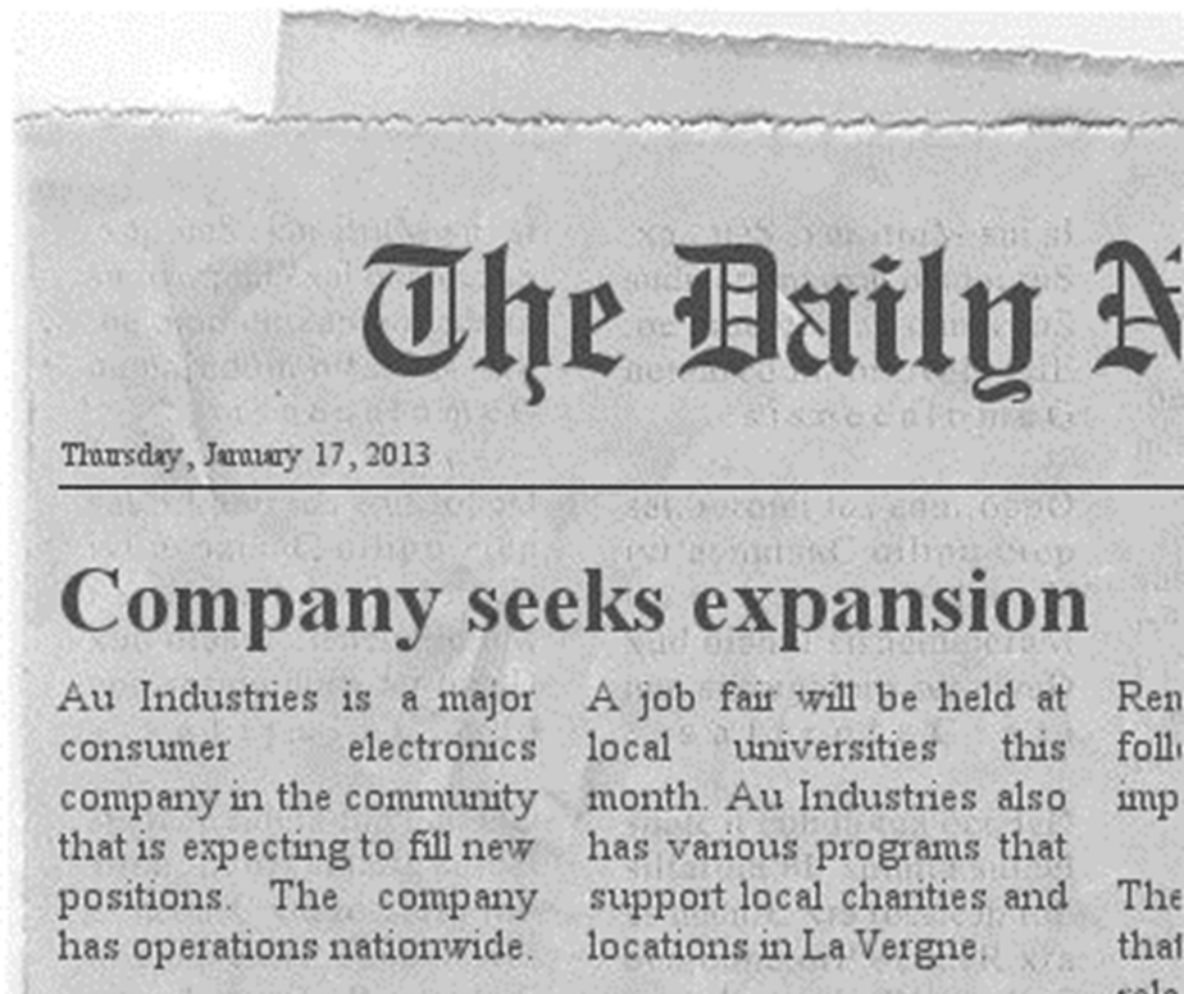 The Daily
Thursday, January 17, 2013
Company seeks expansion
Au Industries is a major
consumer electronics
company in the community
that is expecting to fill new
positions. The company
has operations nationwide.
A job fair will be held at
local universities this
month. Au Industries also
has various programs that
support local charities and
locations in La Vergne.
The